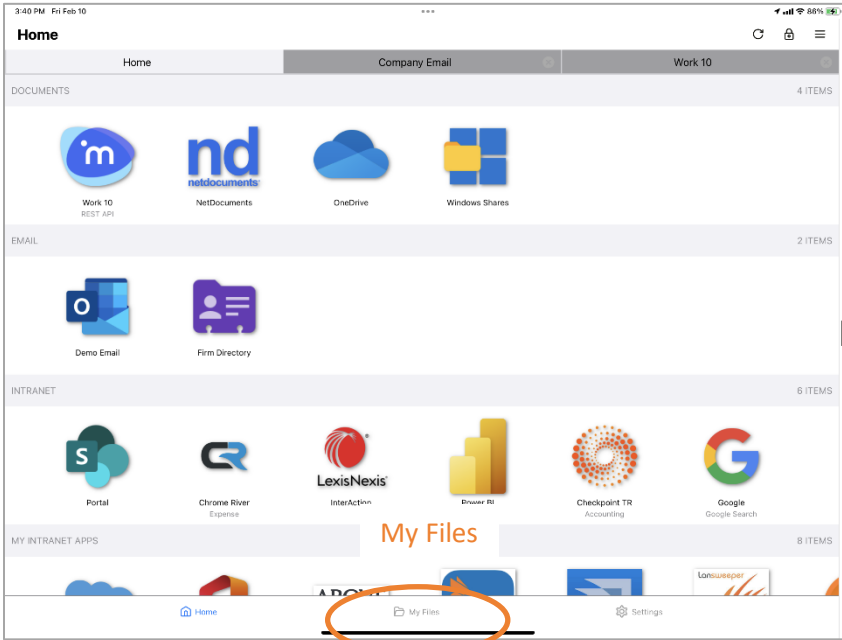 3:40 PM Fri Feb 10
86%
Home
Home
Company Email
Work 10
DOCUMENTS
4 ITEMS
m
nd
netdocuments
Work 10
REST API
NetDocuments
OneDrive
Windows Shares
EMAIL
2 ITEMS
O
Demo Email
Firm Directory
INTRANET
6 ITEMS
S
CR
LexisNexis®
G
Portal
Chrome River
Expense
InterAction
Power BI
Checkpoint TR
Accounting
Google
Google Search
My Files
MY INTRANET APPS
8 ITEMS
Lansweeper
Home
My Files
Settings